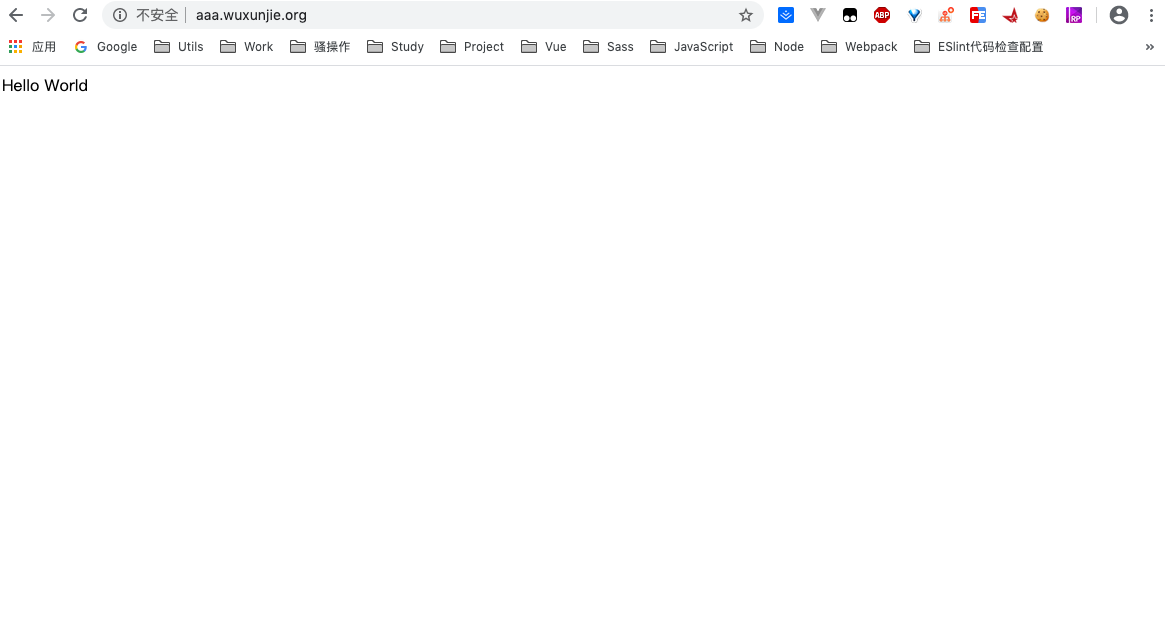 不安全 aaa.wuxunjie.org ABP FE RP
应用 Google Utils Work 骚操作 Study Project Vue Sass JavaScript Node Webpack ESlint代码检查配置 »
Hello World